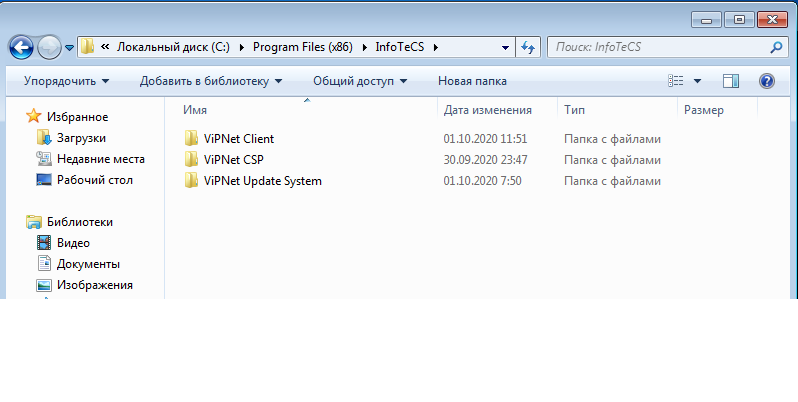 « Локальный диск (C:) Program Files (x86) InfoTeCS Поиск: InfoTeCS
Упорядочить Добавить в библиотеку Общий доступ Новая папка
Имя Дата изменения Тип Размер
Избранное
Загрузки
Недавние места
Рабочий стол
Библиотеки
Видео
Документы
Изображения
ViPNet Client 01.10.2020 11:51 Папка с файлами
ViPNet CSP 30.09.2020 23:47 Папка с файлами
ViPNet Update System 01.10.2020 7:50 Папка с файлами